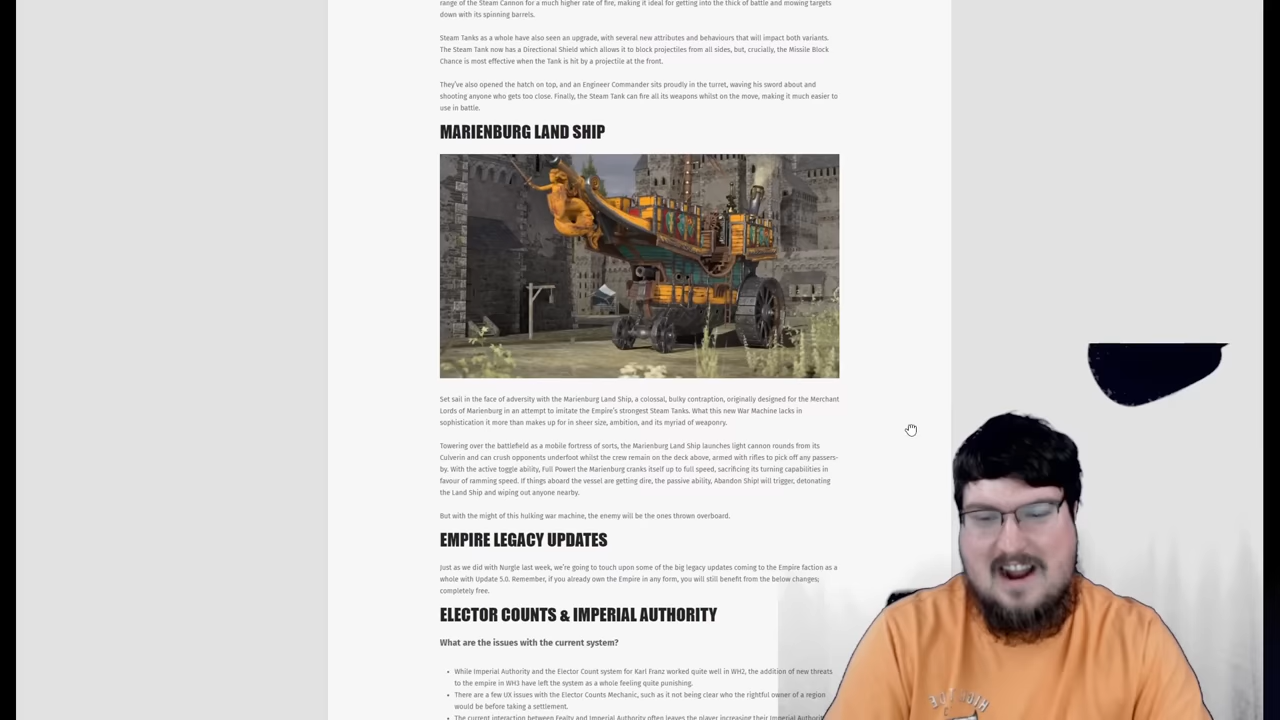 range of the Steam Cannon for a much higher rate of fire, making it ideal for getting into the thick of battle and mowing targets
down with its spinning barrels.
Steam Tanks as a whole have also seen an upgrade, with several new attributes and behaviours that will impact both variants.
The Steam Tank now has a Directional Shield which allows it to block projectiles from all sides, but, crucially, the Missile Block
Chance is most effective when the Tank is hit by a projectile at the front.
They've also opened the hatch on top, and an Engineer Commander sits proudly in the turret, waving his sword about and
shooting anyone who gets too close. Finally, the Steam Tank can fire all its weapons whilst on the move, making it much easier to
use in battle.
MARIENBURG LAND SHIP
Set sail in the face of adversity with the Marienburg Land Ship, a colossal, bulky contraption, originally designed for the Merchant
Lords of Marienburg in an attempt to imitate the Empire's strongest Steam Tanks. What this new War Machine lacks in
sophistication it more than makes up for in sheer size, ambition, and its myriad of weaponry.
Towering over the battlefield as a mobile fortress of sorts, the Marienburg Land Ship launches light cannon rounds from its
Culverin and can crush opponents underfoot whilst the crew remain on the deck above, armed with rifles to pick off any passers-
by. With the active toggle ability, Full Power! the Marienburg cranks itself up to full speed, sacrificing its turning capabilities in
favour of ramming speed. If things aboard the vessel are getting dire, the passive ability, Abandon Ship! will trigger, detonating
the Land Ship and wiping out anyone nearby.
But with the might of this hulking war machine, the enemy will be the ones thrown overboard.
EMPIRE LEGACY UPDATES
Just as we did with Nurgle last week, we're going to touch upon some of the big legacy updates coming to the Empire faction as a
whole with Update 5.0. Remember, if you already own the Empire in any form, you will still benefit from the below changes;
completely free.
ELECTOR COUNTS & IMPERIAL AUTHORITY
What are the issues with the current system?
• While Imperial Authority and the Elector Count system for Karl Franz worked quite well in WH2, the addition of new threats
to the empire in WH3 have left the system as a whole feeling quite punishing.
• There are a few UX issues with the Elector Counts Mechanic, such as it not being clear who the rightful owner of a region
would be before taking a settlement.
• The current interaction between Fealty and Imperial Authority often leaves the player increasing their Imperial Authority